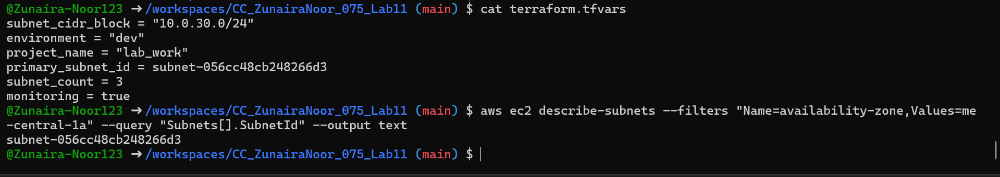 @Zunaira-Noor123 ➜/workspaces/CC_ZunairaNoor_075_Lab11 (main) $ cat terraform.tfvars
subnet_cidr_block = "10.0.30.0/24"
environment = "dev"
project_name = "lab_work"
primary_subnet_id = subnet-056cc48cb248266d3
subnet_count = 3
monitoring = true
@Zunaira-Noor123 ➜/workspaces/CC_ZunairaNoor_075_Lab11 (main) $ aws ec2 describe-subnets --filters "Name=availability-zone,Values=me
-central-1a" --query "Subnets[].SubnetId" --output text
subnet-056cc48cb248266d3
@Zunaira-Noor123 ➜/workspaces/CC_ZunairaNoor_075_Lab11 (main) $